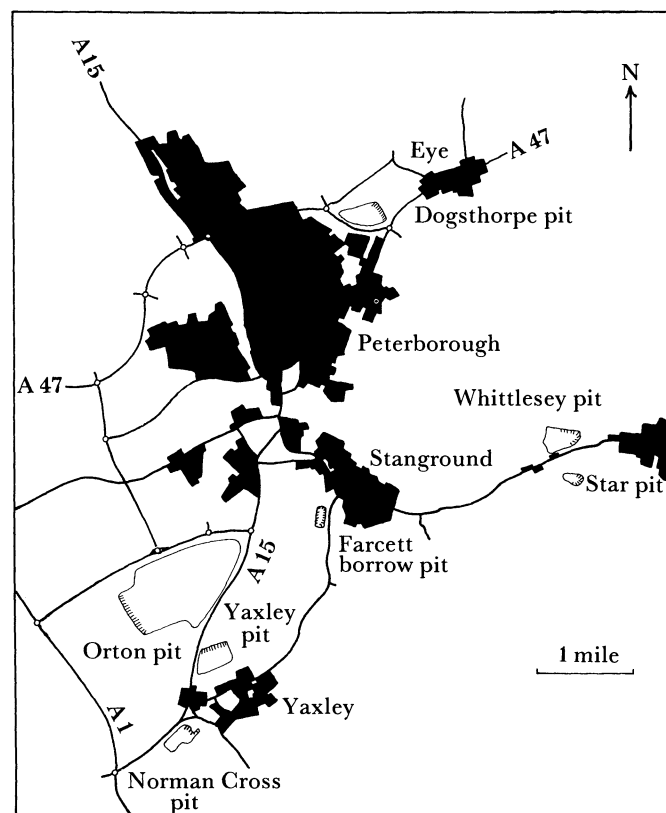 A15
N
Eye
A 47
Dogsthorpe pit
Peterborough
A 47
Whittlesey pit
Stanground
Star pit
Farcett
borrow pit
A15
Yaxley
pit
Orton pit
1 mile
Yaxley
A1
Norman Cross
pit